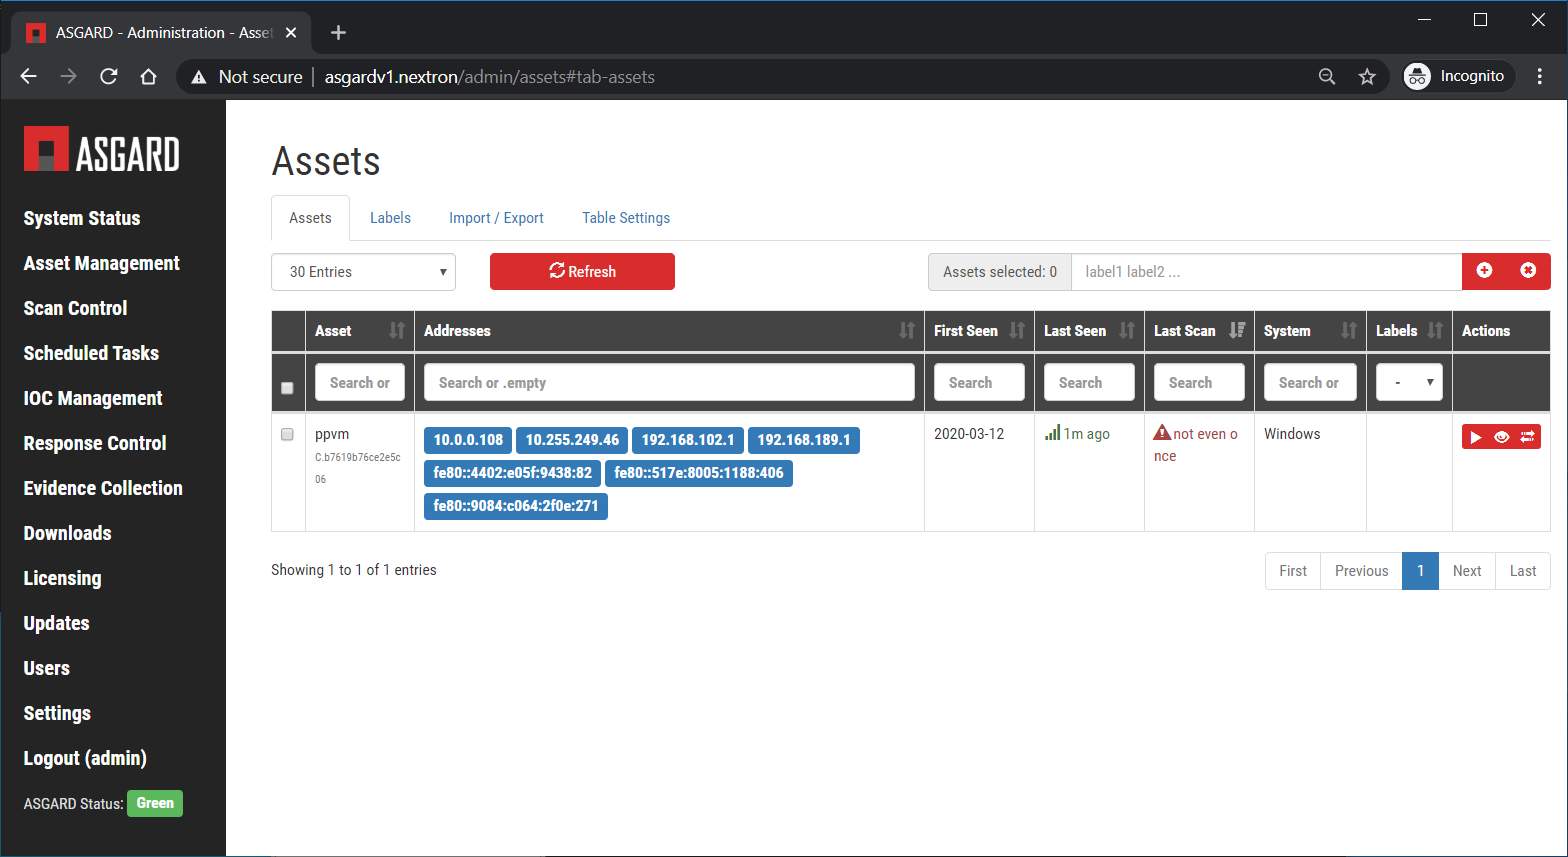 ASGARD - Administration - Asset
Not secure | asgardv1.nextron/admin/assets#tab-assets
Incognito
ASGARD
System Status
Asset Management
Scan Control
Scheduled Tasks
IOC Management
Response Control
Evidence Collection
Downloads
Licensing
Updates
Users
Settings
Logout (admin)
ASGARD Status: Green
Assets
Assets Labels Import / Export Table Settings
30 Entries Refresh Assets selected: 0 label1 label2 ...
Asset Addresses First Seen Last Seen Last Scan System Labels Actions
Search or Search or .empty Search Search Search Search or -
ppvm 10.0.0.108 10.255.249.46 192.168.102.1 192.168.189.1 2020-03-12 1m ago not even o Windows
C.b7619b76ce2e5c fe80::4402:e05f:9438:82 fe80::517e:8005:1188:406 nce
06 fe80::9084:c064:2f0e:271
Showing 1 to 1 of 1 entries First Previous 1 Next Last